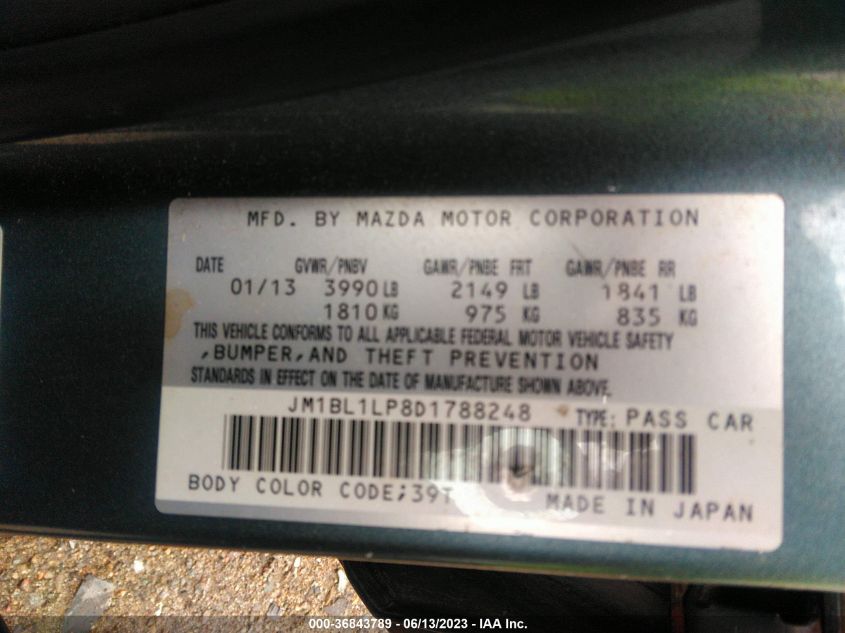 MFD. BY MAZDA MOTOR CORPORATION
DATE GVWR/PNBV GAWR/PNBE FRT GAWR/PNBE RR
01/13 3990 LB 2149 LB 1841 LB
1810 KG 975 KG 835 KG
THIS VEHICLE CONFORMS TO ALL APPLICABLE FEDERAL MOTOR VEHICLE SAFETY
,BUMPER,AND THEFT PREVENTION
STANDARDS IN EFFECT ON THE DATE OF MANUFACTURE SHOWN ABOVE.
JM1BL1LP8D1788248 TYPE: PASS CAR
BODY COLOR CODE;39T MADE IN JAPAN
000-36843789 - 06/13/2023 - IAA Inc.